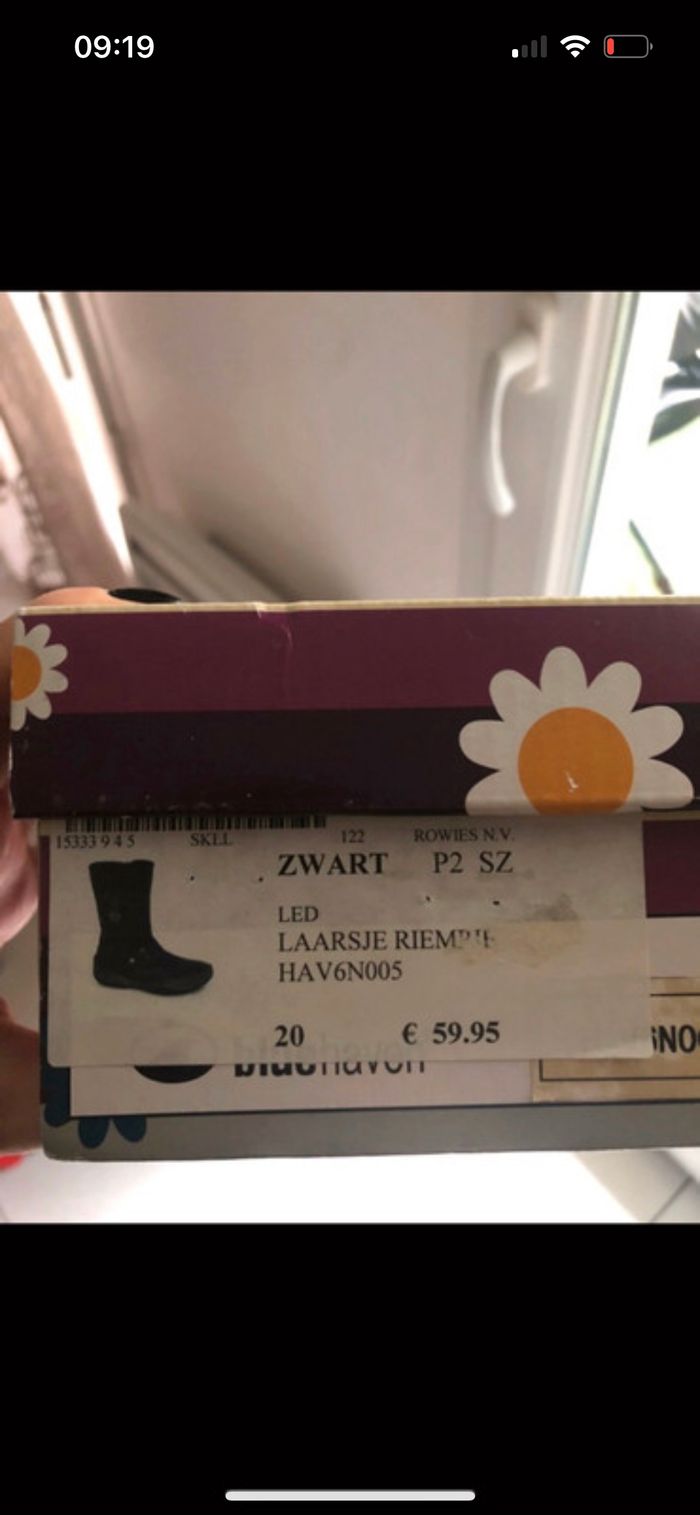 09:19
15333 9 4 5 SKLL 122 ROWIES N.V.
ZWART P2 SZ
LED
LAARSJE
HAV6N005
20 € 59.95
bluehaven